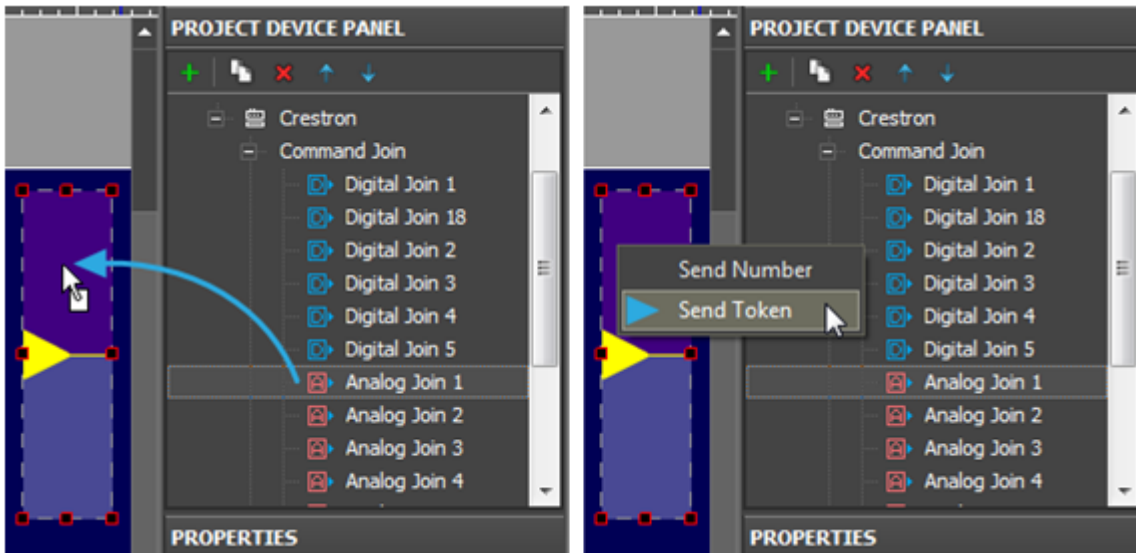 PROJECT DEVICE PANEL
Crestron
Command Join
Digital Join 1
Digital Join 18
Digital Join 2
Digital Join 3
Digital Join 4
Digital Join 5
Analog Join 1
Analog Join 2
Analog Join 3
Analog Join 4
PROPERTIES
PROJECT DEVICE PANEL
Crestron
Command Join
Digital Join 1
Digital Join 18
Digital Join 2
Send Number
Digital Join 3
Send Token
Digital Join 4
Digital Join 5
Analog Join 1
Analog Join 2
Analog Join 3
Analog Join 4
PROPERTIES